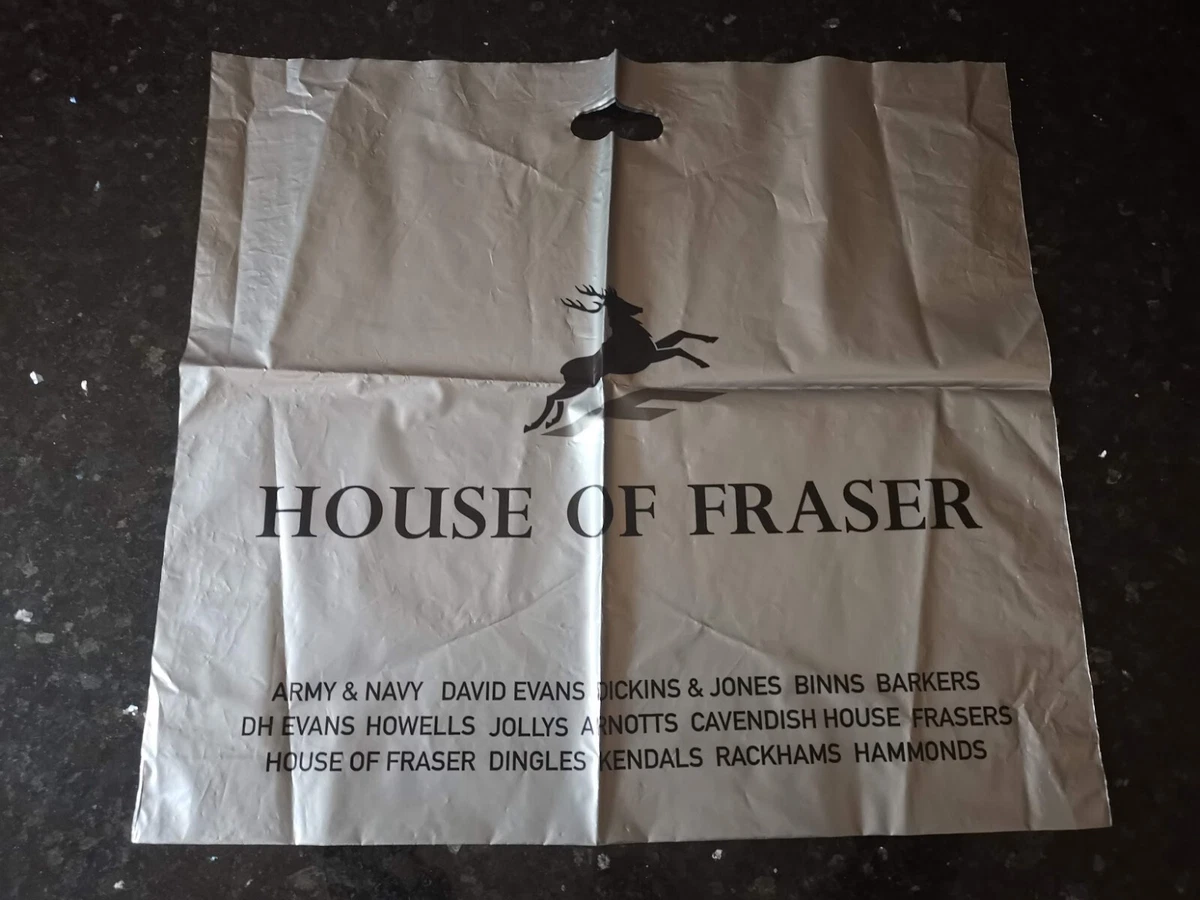 HOUSE OF FRASER
ARMY & NAVY DAVID EVANS DICKINS & JONES BINNS BARKERS
DH EVANS HOWELLS JOLLYS ARNOTTS CAVENDISH HOUSE FRASERS
HOUSE OF FRASER DINGLES KENDALS RACKHAMS HAMMONDS